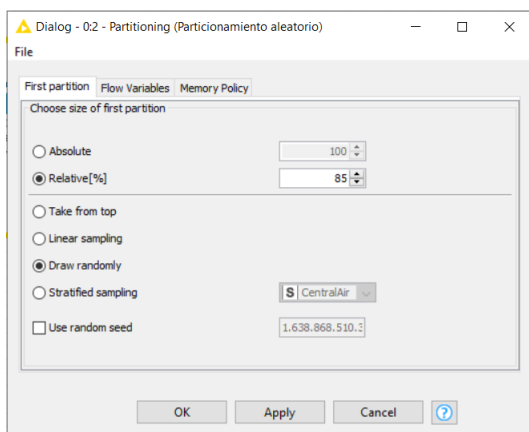 Dialog - 0:2 - Partitioning (Particionamiento aleatorio)
File
First partition Flow Variables Memory Policy
Choose size of first partition
Absolute 100
Relative[%] 85
Take from top
Linear sampling
Draw randomly
Stratified sampling S CentralAir
Use random seed 1.638.868.510.3
OK Apply Cancel ?